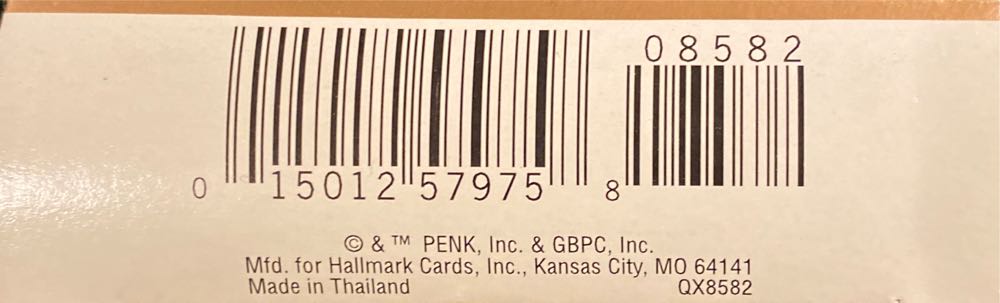 08582
0 15012 57975 8
© & ™ PENK, Inc. & GBPC, Inc.
Mfd. for Hallmark Cards, Inc., Kansas City, MO 64141
Made in Thailand QX8582